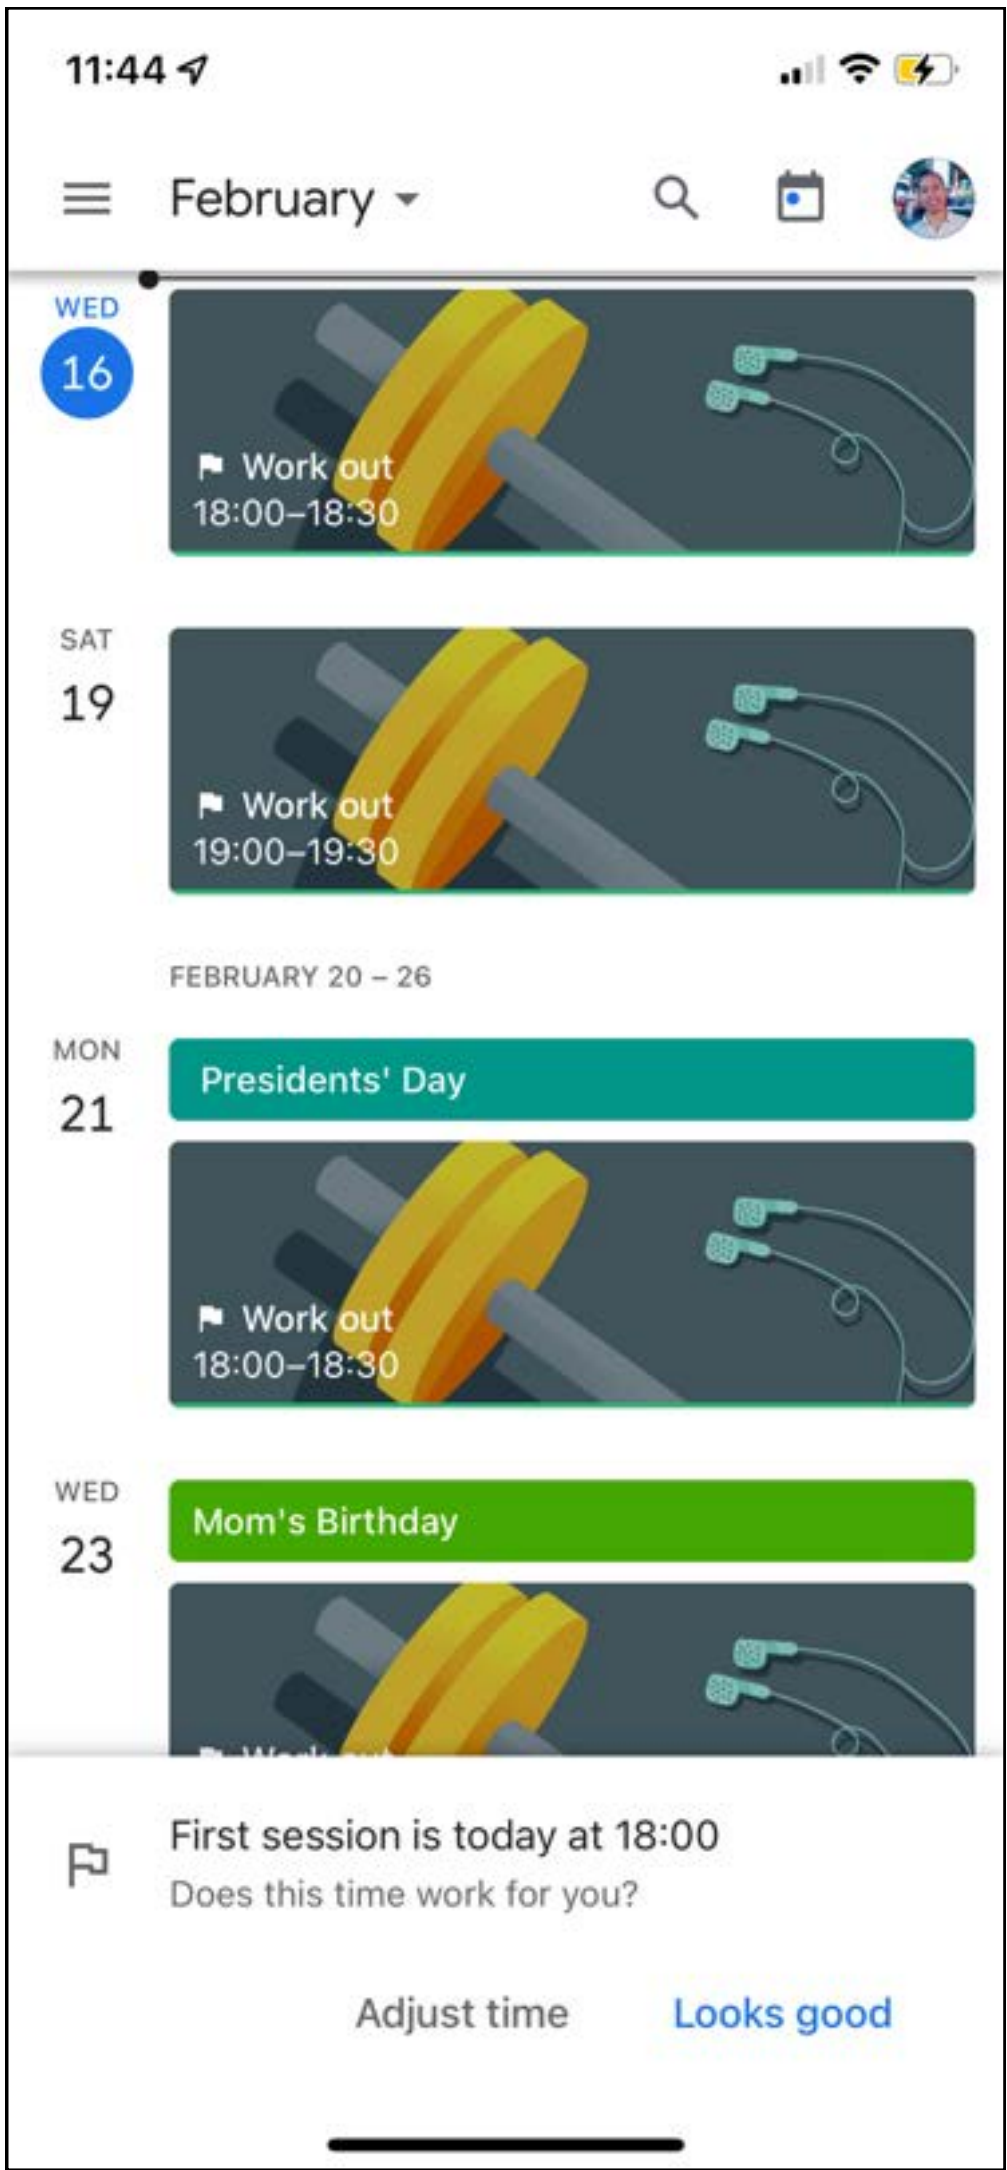 11:44
February
WED
16
Work out
18:00–18:30
SAT
19
Work out
19:00–19:30
FEBRUARY 20 – 26
MON
21
Presidents' Day
Work out
18:00–18:30
WED
23
Mom's Birthday
Work out
First session is today at 18:00
Does this time work for you?
Adjust time
Looks good